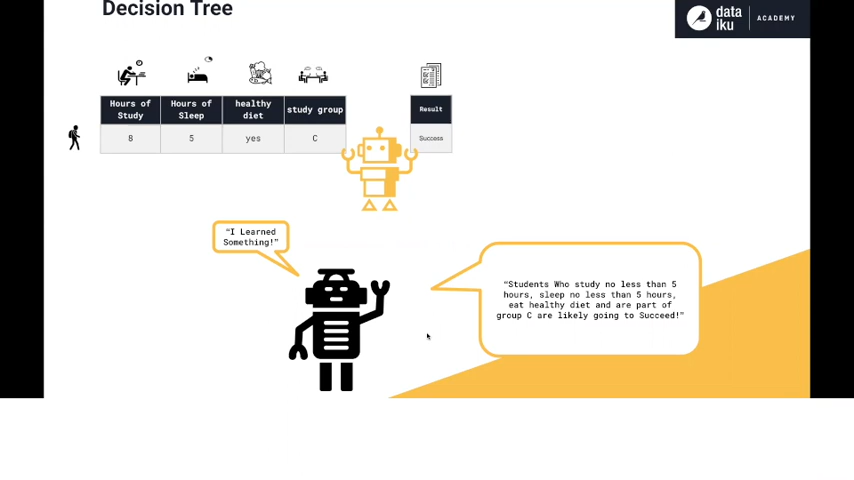 Decision Tree
data
iku
ACADEMY
Hours of
Study
Hours of
Sleep
healthy
diet
study group
Result
8
5
yes
C
Success
"I Learned
Something!"
"Students Who study no less than 5
hours, sleep no less than 5 hours,
eat healthy diet and are part of
group C are likely going to Succeed!"